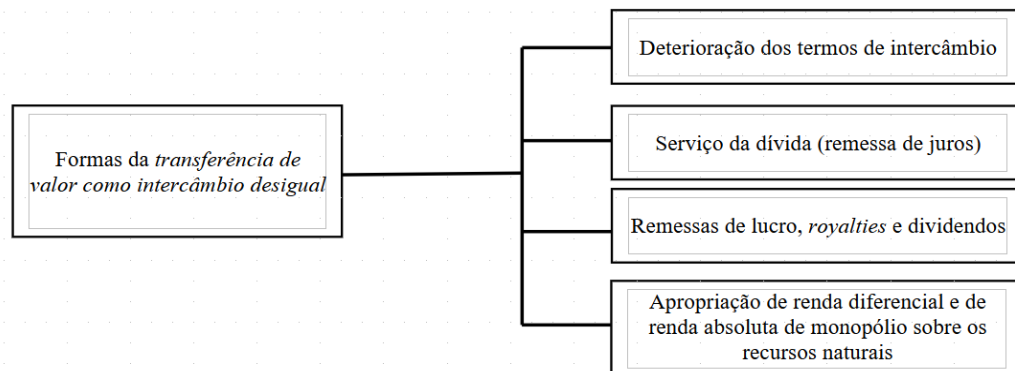 Formas da transferência de
valor como intercâmbio desigual
Deterioração dos termos de intercâmbio
Serviço da dívida (remessa de juros)
Remessas de lucro, royalties e dividendos
Apropriação de renda diferencial e de
renda absoluta de monopólio sobre os
recursos naturais